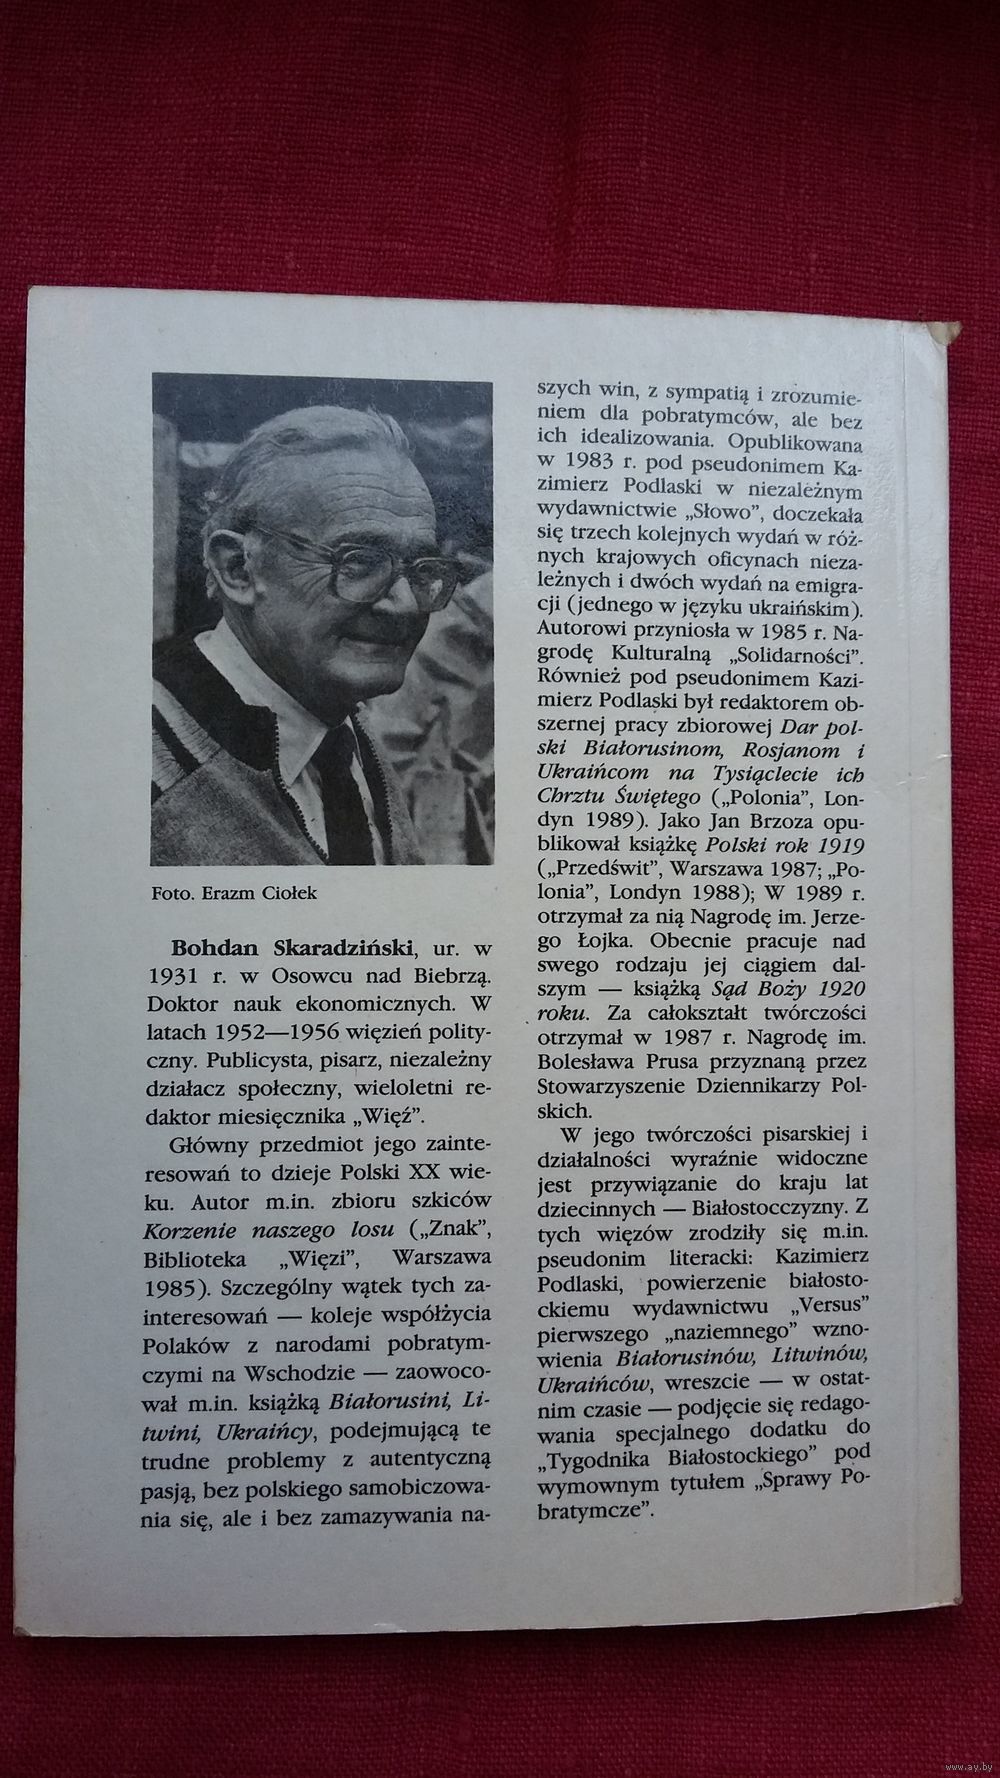 Foto. Erazm Ciołek
Bohdan Skaradziński, ur. w
1931 r. w Osowcu nad Biebrzą.
Doktor nauk ekonomicznych. W
latach 1952—1956 więzień polity-
czny. Publicysta, pisarz, niezależny
działacz społeczny, wieloletni re-
daktor miesięcznika „Więź”.
Główny przedmiot jego zainte-
resowań to dzieje Polski XX wie-
ku. Autor m.in. zbioru szkiców
Korzenie naszego losu („Znak”,
Biblioteka „Więzi”, Warszawa
1985). Szczególny wątek tych za-
interesowań — koleje współżycia
Polaków z narodami pobratym-
czymi na Wschodzie — zaowoco-
wał m.in. książką Białorusini, Li-
twini, Ukraińcy, podejmującą te
trudne problemy z autentyczną
pasją, bez polskiego samobiczowa-
nia się, ale i bez zamazywania na-
szych win, z sympatią i zrozumie-
niem dla pobratymców, ale bez
ich idealizowania. Opublikowana
w 1983 r. pod pseudonimem Ka-
zimierz Podlaski w niezależnym
wydawnictwie „Słowo”, doczekała
się trzech kolejnych wydań w róż-
nych krajowych oficynach nieza-
leżnych i dwóch wydań na emigra-
cji (jednego w języku ukraińskim).
Autorowi przyniosła w 1985 r. Na-
grodę Kulturalną „Solidarności”.
Również pod pseudonimem Kazi-
mierz Podlaski był redaktorem ob-
szernej pracy zbiorowej Dar pol-
ski Białorusinom, Rosjanom i
Ukraińcom na Tysiąclecie ich
Chrztu Świętego („Polonia”, Lon-
dyn 1989). Jako Jan Brzoza opu-
blikował książkę Polski rok 1919
(„Przedświt”, Warszawa 1987; „Po-
lonia”, Londyn 1988); W 1989 r.
otrzymał za nią Nagrodę im. Jerze-
go Łojka. Obecnie pracuje nad
swego rodzaju jej ciągiem dal-
szym — książką Sąd Boży 1920
roku. Za całokształt twórczości
otrzymał w 1987 r. Nagrodę im.
Bolesława Prusa przyznaną przez
Stowarzyszenie Dziennikarzy Pol-
skich.
W jego twórczości pisarskiej i
działalności wyraźnie widoczne
jest przywiązanie do kraju lat
dziecinnych — Białostocczyzny. Z
tych więzów zrodziły się m.in.
pseudonim literacki: Kazimierz
Podlaski, powierzenie białosto-
ckiemu wydawnictwu „Versus”
pierwszego „naziemnego” wzno-
wienia Białorusinów, Litwinów,
Ukraińców, wreszcie — w ostat-
nim czasie — podjęcie się redago-
wania specjalnego dodatku do
„Tygodnika Białostockiego” pod
wymownym tytułem „Sprawy Po-
bratymcze”.
www.ay.by